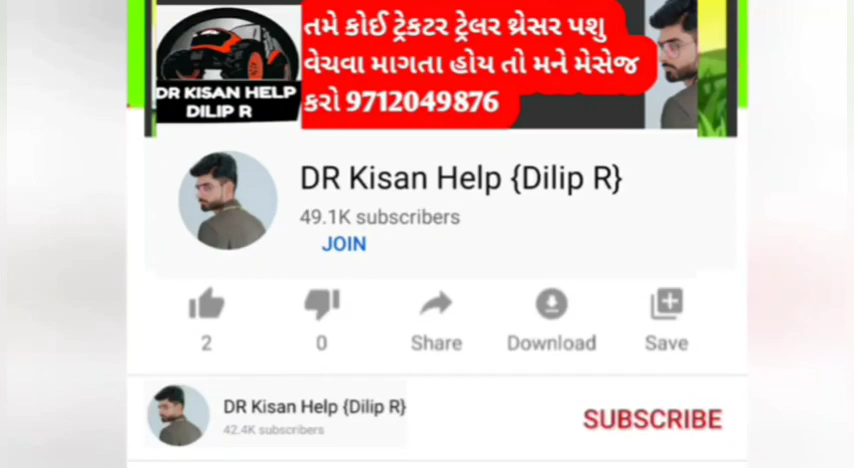 તમે કોઈ ટ્રેકટર ટ્રેલર થ્રેસર પશુ
વેચવા માગતા હોય તો મને મેસેજ
કરો 9712049876
DR KISAN HELP
DILIP R
DR Kisan Help {Dilip R}
49.1K subscribers
JOIN
2
0
Share
Download
Save
DR Kisan Help {Dilip R}
42.4K subscribers
SUBSCRIBE